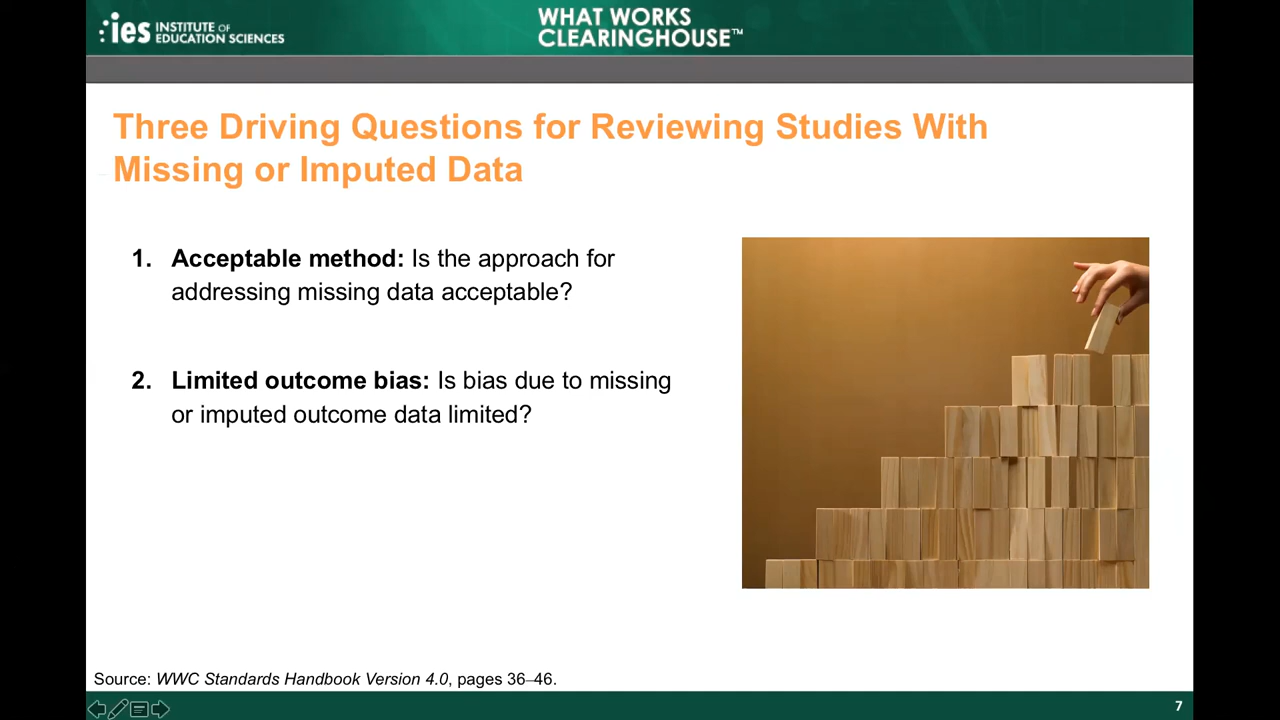 ies INSTITUTE OF
EDUCATION SCIENCES
WHAT WORKS
CLEARINGHOUSE™
Three Driving Questions for Reviewing Studies With
Missing or Imputed Data
1. Acceptable method: Is the approach for
addressing missing data acceptable?
2. Limited outcome bias: Is bias due to missing
or imputed outcome data limited?
Source: WWC Standards Handbook Version 4.0, pages 36–46.
7